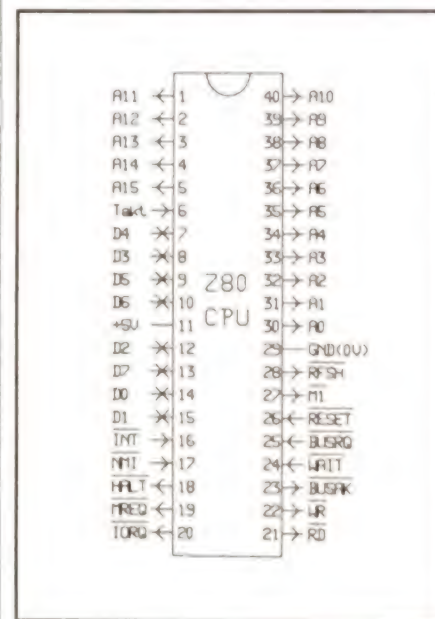 A11 1 40 A10
A12 2 39 A9
A13 3 38 A8
A14 4 37 A7
A15 5 36 A6
Takt 6 35 A5
D4 7 34 A4
D3 8 33 A3
D5 9 32 A2
D6 10 31 A1
Z80
CPU
+5V 11 30 A0
D2 12 29 GND(0V)
D7 13 28 RFSH
D0 14 27 M1
D1 15 26 RESET
INT 16 25 BUSRQ
NMI 17 24 WAIT
HALT 18 23 BUSAK
MREQ 19 22 WR
IORQ 20 21 RD